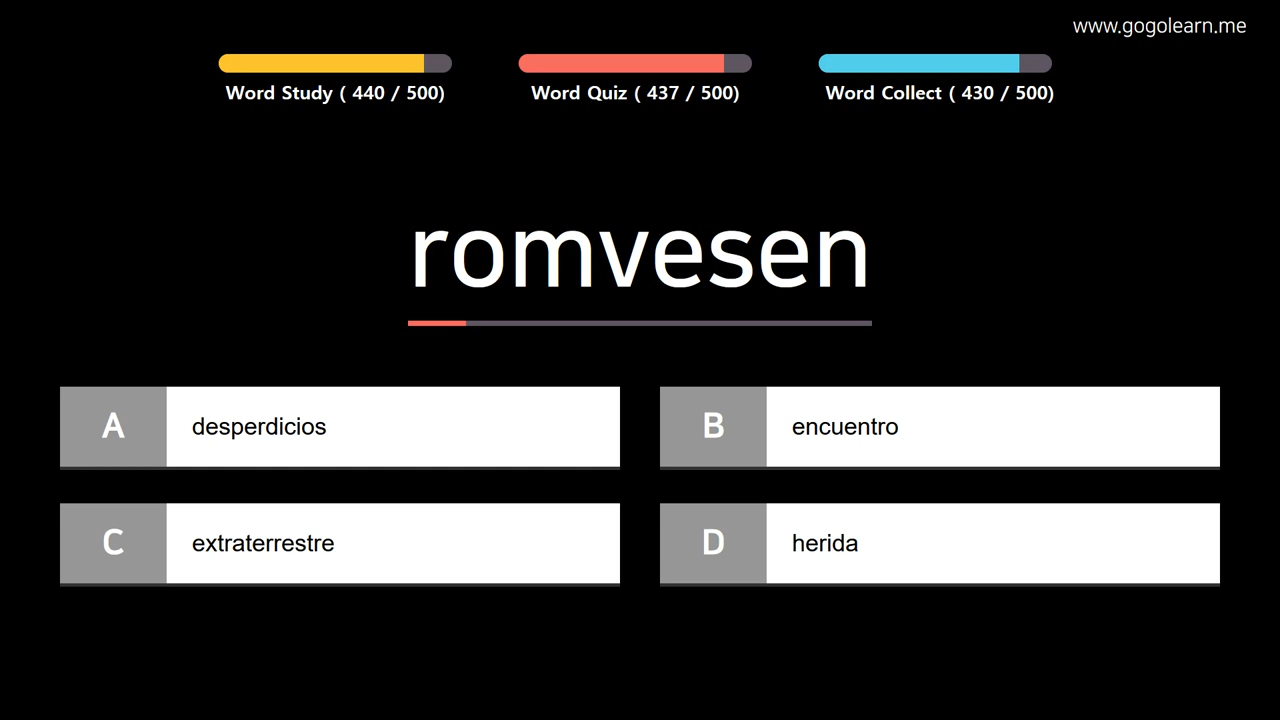 www.gogolearn.me
Word Study ( 440 / 500)
Word Quiz ( 437 / 500)
Word Collect ( 430 / 500)
romvesen
A desperdicios
B encuentro
C extraterrestre
D herida